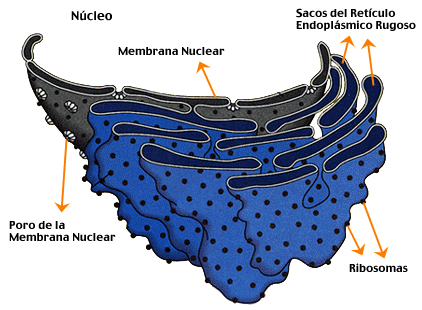 Núcleo
Sacos del Retículo
Endoplásmico Rugoso
Membrana Nuclear
Poro de la
Membrana Nuclear
Ribosomas